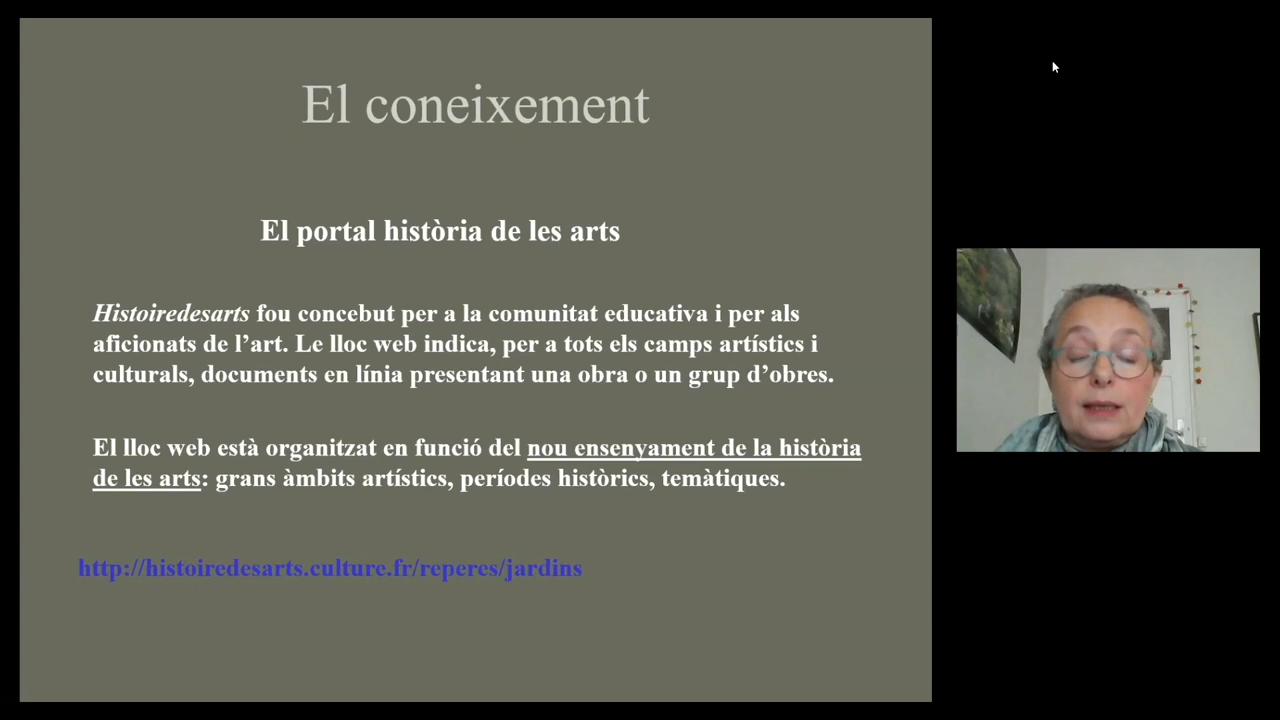 El coneixement
El portal història de les arts
Histoiredesarts fou concebut per a la comunitat educativa i per als
aficionats de l’art. Le lloc web indica, per a tots els camps artístics i
culturals, documents en línia presentant una obra o un grup d’obres.
El lloc web està organitzat en funció del nou ensenyament de la història
de les arts: grans àmbits artístics, períodes històrics, temàtiques.
http://histoiredesarts.culture.fr/reperes/jardins